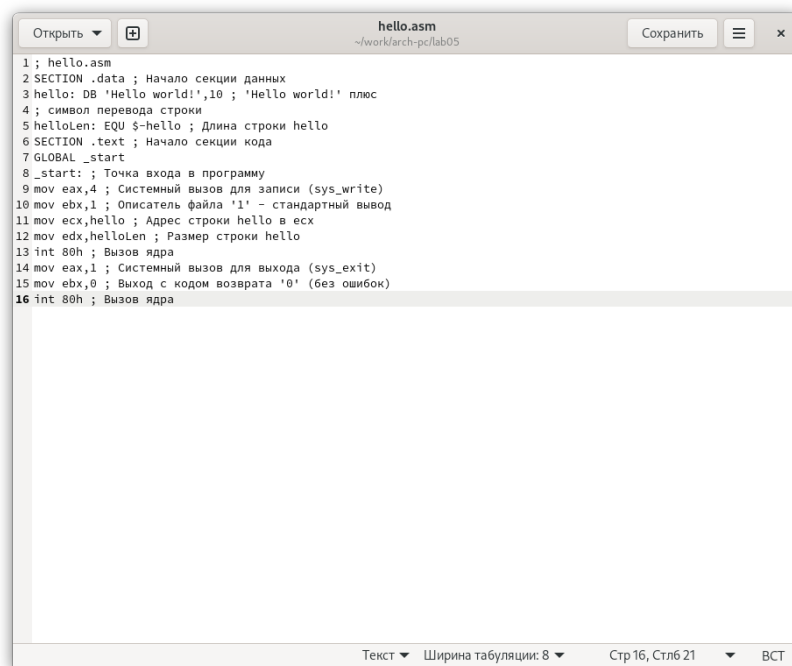 Открыть
hello.asm
~/work/arch-pc/lab05
Сохранить
1 ; hello.asm
2 SECTION .data ; Начало секции данных
3 hello: DB 'Hello world!',10 ; 'Hello world!' плюс
4 ; символ перевода строки
5 helloLen: EQU $-hello ; Длина строки hello
6 SECTION .text ; Начало секции кода
7 GLOBAL _start
8 _start: ; Точка входа в программу
9 mov eax,4 ; Системный вызов для записи (sys_write)
10 mov ebx,1 ; Описатель файла '1' - стандартный вывод
11 mov ecx,hello ; Адрес строки hello в ecx
12 mov edx,helloLen ; Размер строки hello
13 int 80h ; Вызов ядра
14 mov eax,1 ; Системный вызов для выхода (sys_exit)
15 mov ebx,0 ; Выход с кодом возврата '0' (без ошибок)
16 int 80h ; Вызов ядра
Текст Ширина табуляции: 8 Стр 16, Стлб 21 ВСТ